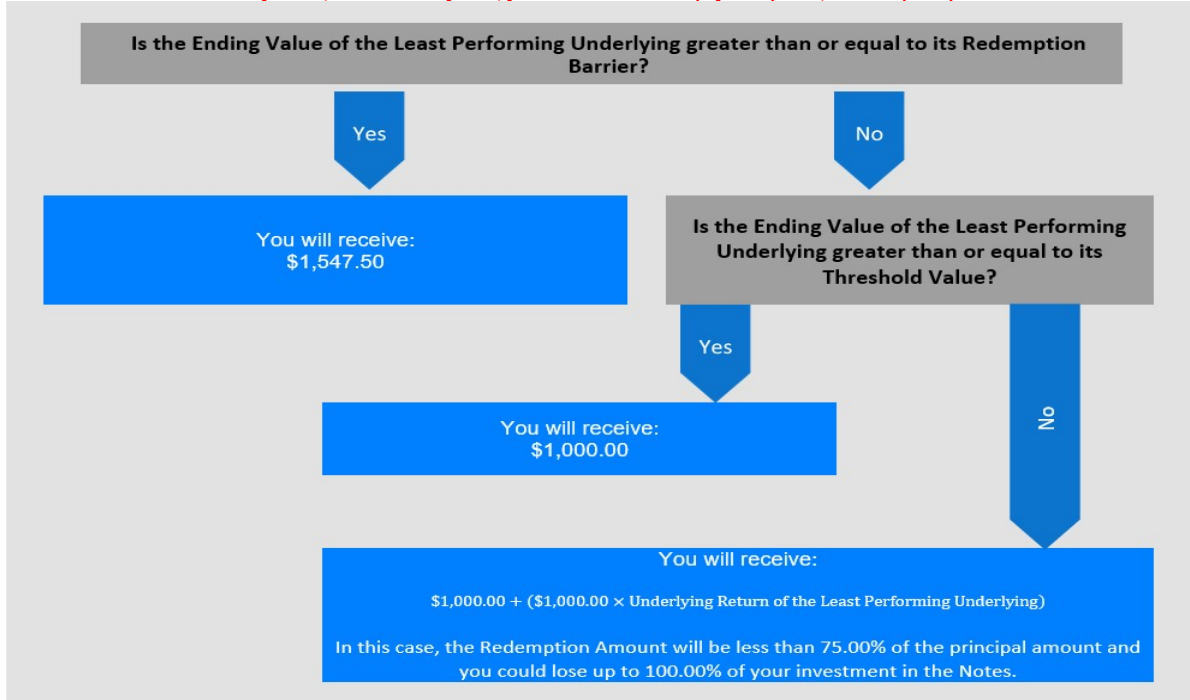 Is the Ending Value of the Least Performing Underlying greater than or equal to its Redemption
Barrier?
Yes
No
You will receive:
$1,547.50
Is the Ending Value of the Least Performing
Underlying greater than or equal to its
Threshold Value?
Yes
No
You will receive:
$1,000.00
You will receive:
$1,000.00 + ($1,000.00 × Underlying Return of the Least Performing Underlying)
In this case, the Redemption Amount will be less than 75.00% of the principal amount and
you could lose up to 100.00% of your investment in the Notes.